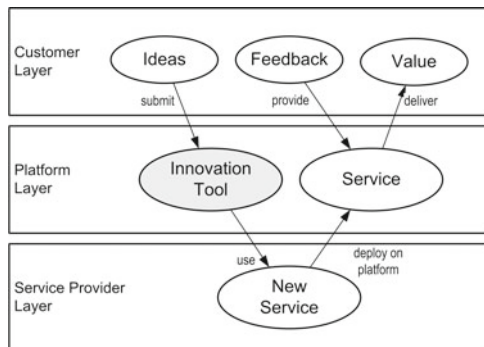 Customer
Layer
Ideas
Feedback
Value
submit
provide
deliver
Platform
Layer
Innovation
Tool
Service
use
deploy on
platform
Service Provider
Layer
New
Service